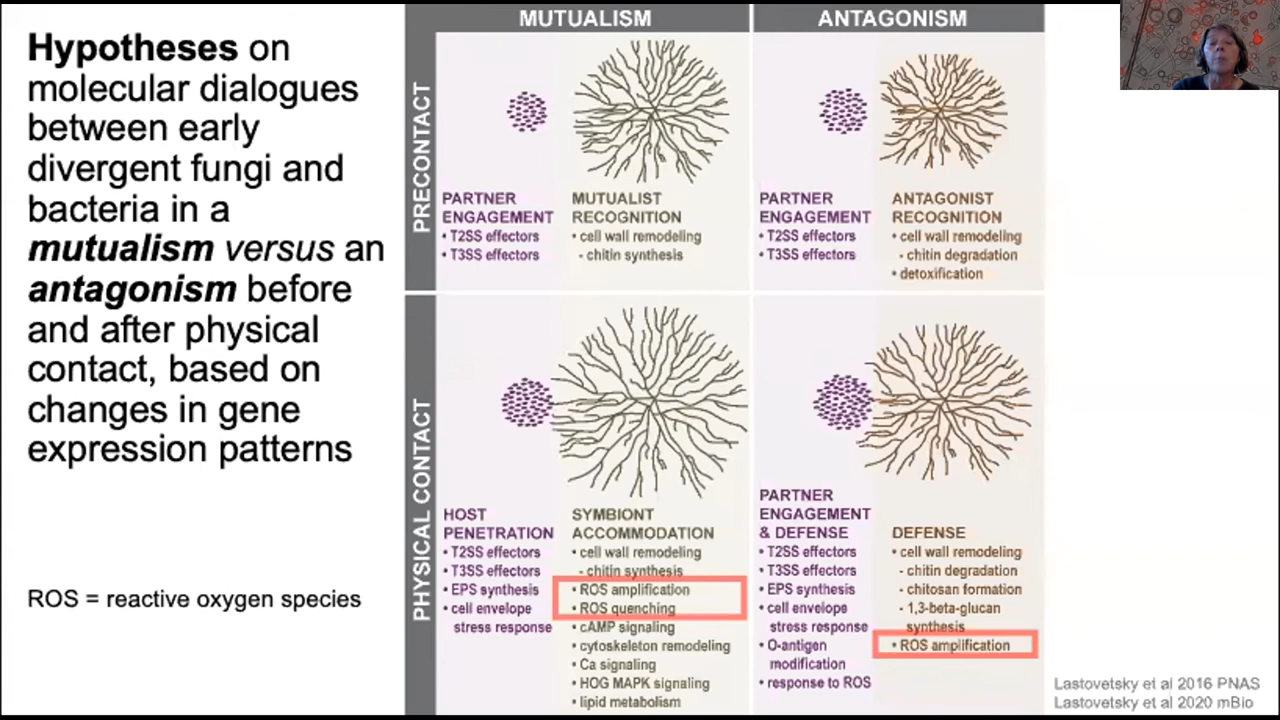 Hypotheses on
molecular dialogues
between early
divergent fungi and
bacteria in a
mutualism versus an
antagonism before
and after physical
contact, based on
changes in gene
expression patterns
ROS = reactive oxygen species
MUTUALISM
ANTAGONISM
PRECONTACT
PARTNER
ENGAGEMENT
• T2SS effectors
• T3SS effectors
MUTUALIST
RECOGNITION
• cell wall remodeling
- chitin synthesis
PARTNER
ENGAGEMENT
• T2SS effectors
• T3SS effectors
ANTAGONIST
RECOGNITION
• cell wall remodeling
- chitin degradation
• detoxification
PHYSICAL CONTACT
HOST
PENETRATION
• T2SS effectors
• T3SS effectors
• EPS synthesis
• cell envelope
stress response
SYMBIONT
ACCOMMODATION
• cell wall remodeling
- chitin synthesis
• ROS amplification
• ROS quenching
• cAMP signaling
• cytoskeleton remodeling
• Ca signaling
• HOG MAPK signaling
• lipid metabolism
PARTNER
ENGAGEMENT
& DEFENSE
• T2SS effectors
• T3SS effectors
• EPS synthesis
• cell envelope
stress response
• O-antigen
modification
• response to ROS
DEFENSE
• cell wall remodeling
- chitin degradation
- chitosan formation
- 1,3-beta-glucan
synthesis
• ROS amplification
Lastovetsky et al 2016 PNAS
Lastovetsky et al 2020 mBio